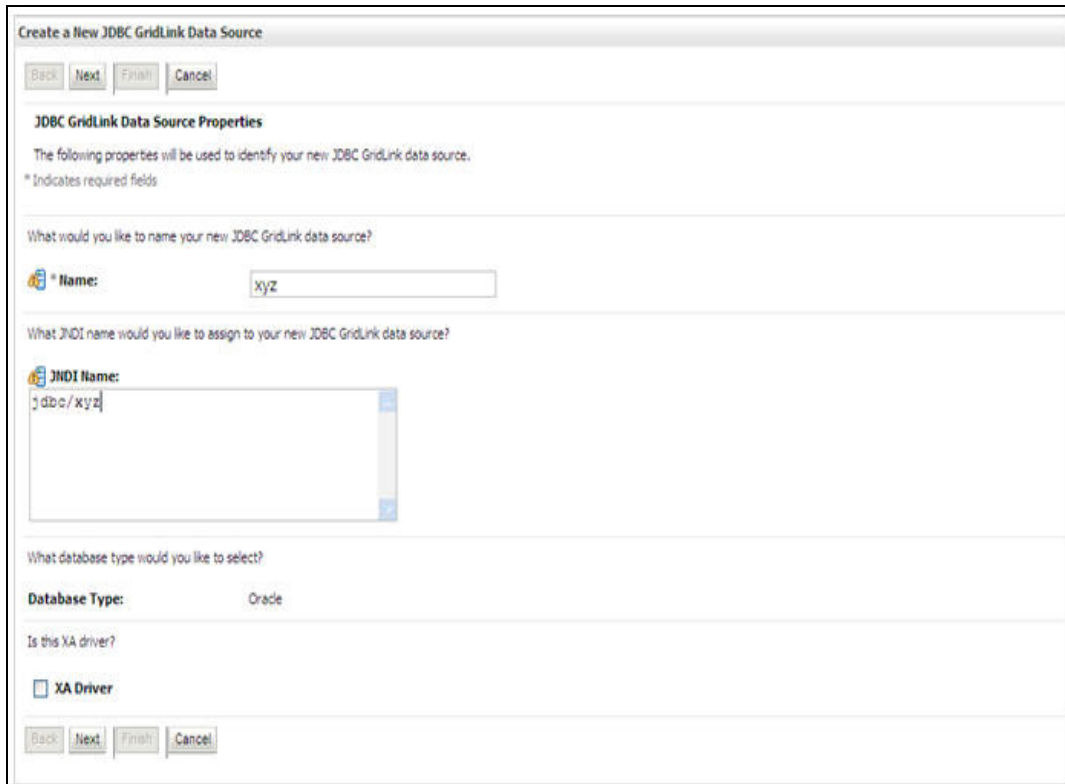 Create a New JDBC GridLink Data Source
Back Next Finish Cancel
JDBC GridLink Data Source Properties
The following properties will be used to identify your new JDBC GridLink data source.
* Indicates required fields
What would you like to name your new JDBC GridLink data source?
* Name: xyz
What JNDI name would you like to assign to your new JDBC GridLink data source?
JNDI Name:
jdbc/xyz
What database type would you like to select?
Database Type: Oracle
Is this XA driver?
XA Driver
Back Next Finish Cancel